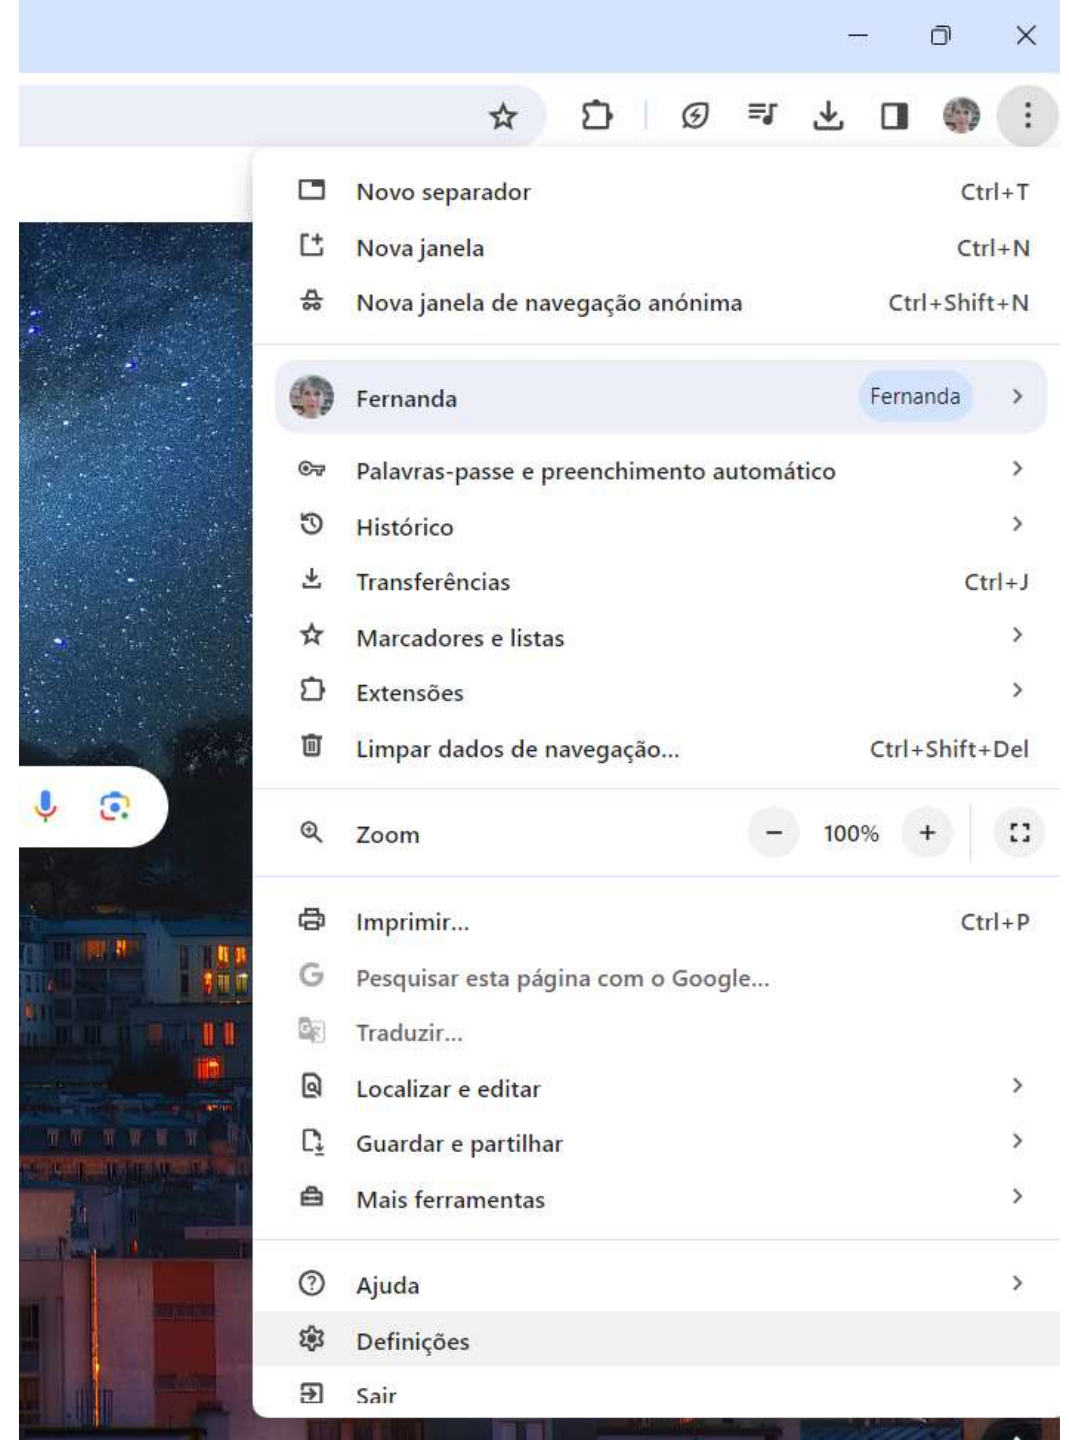 Novo separador Ctrl+T
Nova janela Ctrl+N
Nova janela de navegação anónima Ctrl+Shift+N
Fernanda Fernanda
Palavras-passe e preenchimento automático
Histórico
Transferências Ctrl+J
Marcadores e listas
Extensões
Limpar dados de navegação... Ctrl+Shift+Del
Zoom 100%
Imprimir... Ctrl+P
Pesquisar esta página com o Google...
Traduzir...
Localizar e editar
Guardar e partilhar
Mais ferramentas
Ajuda
Definições
Sair